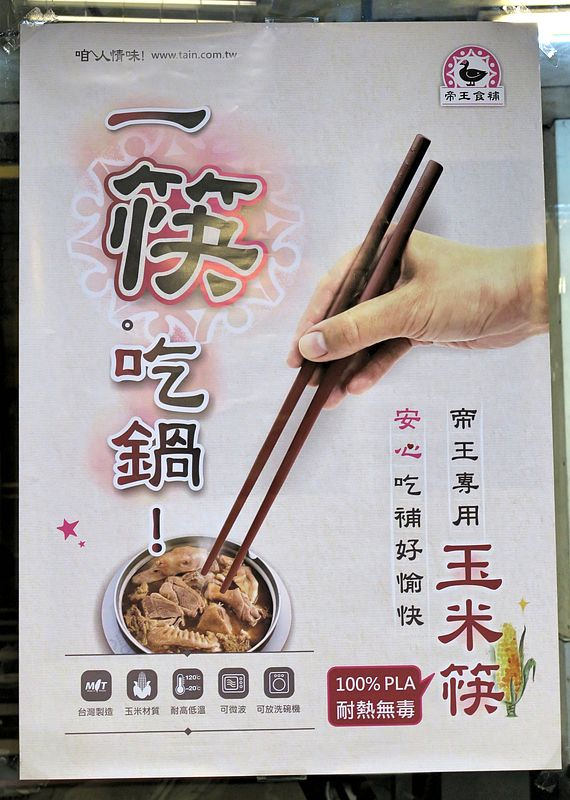 咱ㄟ人情味! www.tain.com.tw
帝王食補
一筷。吃鍋!
帝王專用
玉米筷
安心吃補好愉快
100% PLA
耐熱無毒
MIT
120°C
-20°C
台灣製造 玉米材質 耐高低溫 可微波 可放洗碗機